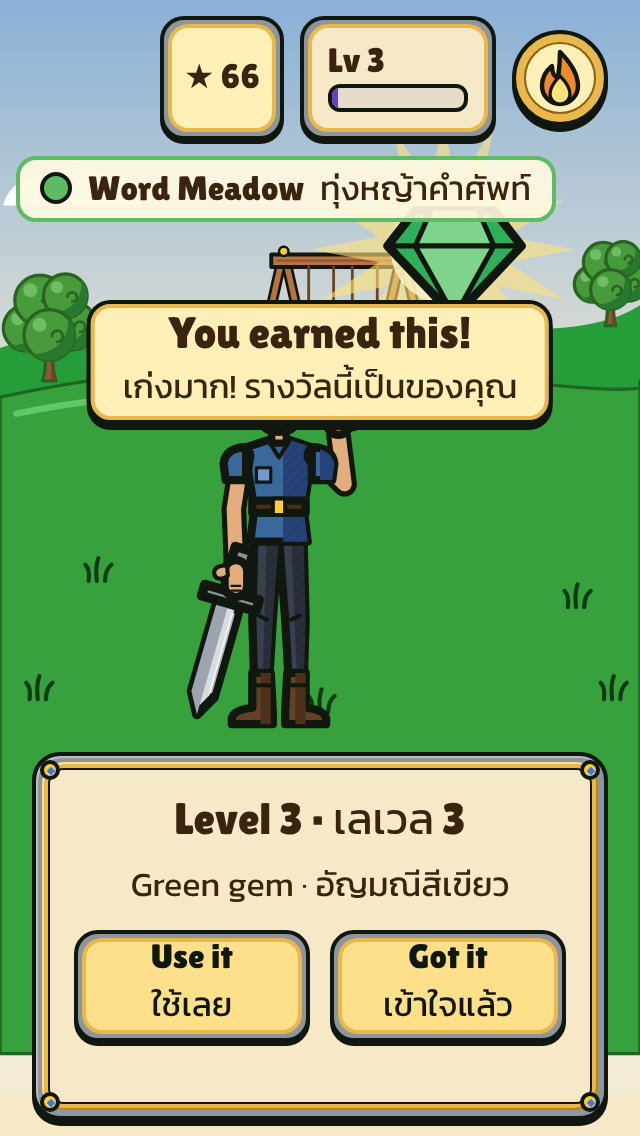 ★ 66
Lv 3
Word Meadow ทุ่งหญ้าคำศัพท์
You earned this!
เก่งมาก! รางวัลนี้เป็นของคุณ
Level 3 · เลเวล 3
Green gem · อัญมณีสีเขียว
Use it
ใช้เลย
Got it
เข้าใจแล้ว